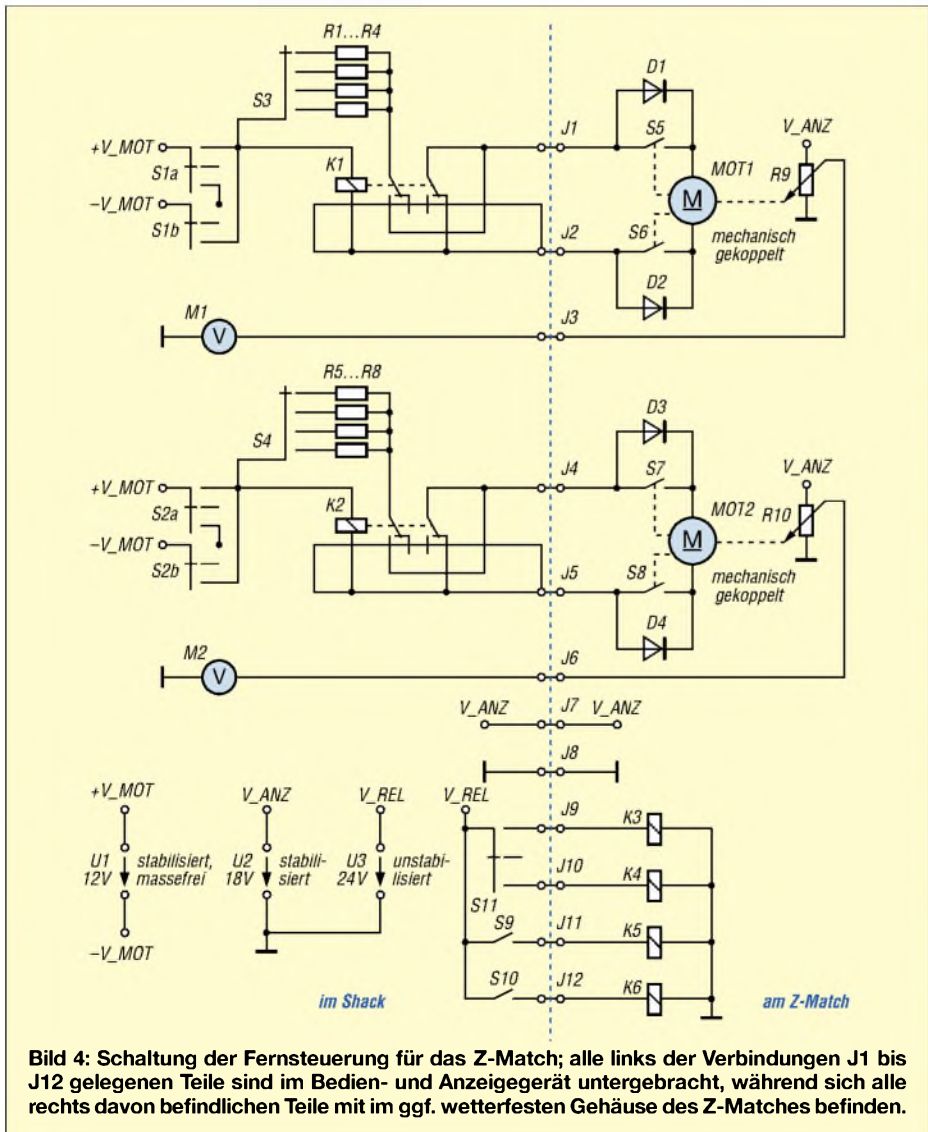 R1...R4
D1
S3
J1
S5
V_ANZ
+V_MOT
MOT1
R9
S1a
K1
M
–V_MOT
J2
S6
S1b
mechanisch
gekoppelt
D2
M1
J3
V
R5...R8
D3
S4
J4
S7
V_ANZ
+V_MOT
MOT2
R10
S2a
K2
M
–V_MOT
J5
S8
S2b
mechanisch
gekoppelt
D4
M2
J6
V
V_ANZ
J7
V_ANZ
J8
+V_MOT
V_ANZ
V_REL
V_REL
J9
K3
U1
12V
stabilisiert,
massefrei
U2
18V
stabili-
siert
U3
24V
unstabi-
lisiert
J10
K4
S11
S9
J11
K5
–V_MOT
S10
J12
K6
im Shack
am Z-Match
Bild 4: Schaltung der Fernsteuerung für das Z-Match; alle links der Verbindungen J1 bis
J12 gelegenen Teile sind im Bedien- und Anzeigegerät untergebracht, während sich alle
rechts davon befindlichen Teile mit im ggf. wetterfesten Gehäuse des Z-Matches befinden.